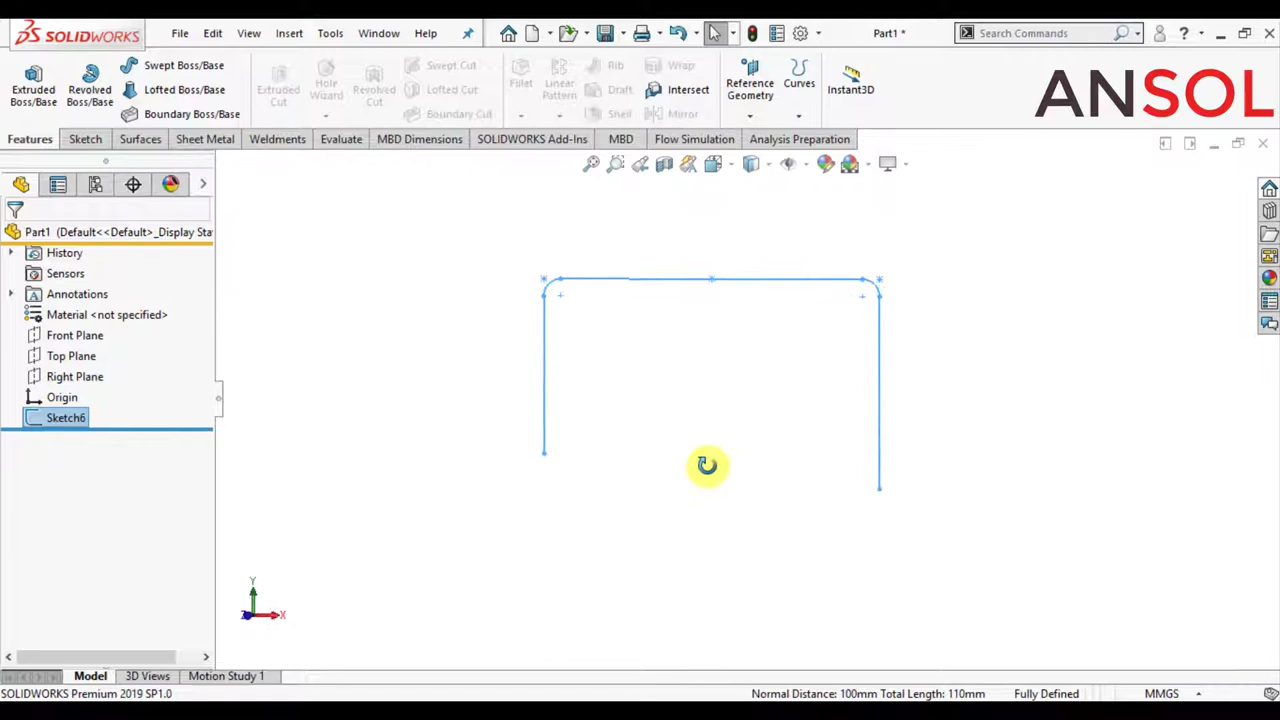 SOLIDWORKS File Edit View Insert Tools Window Help Part1 * Search Commands ?
ANSOL
Extruded Boss/Base
Revolved Boss/Base
Swept Boss/Base
Lofted Boss/Base
Boundary Boss/Base
Extruded Cut
Hole Wizard
Revolved Cut
Swept Cut
Lofted Cut
Boundary Cut
Fillet
Linear Pattern
Rib
Draft
Shell
Wrap
Intersect
Mirror
Reference Geometry
Curves
Instant3D
Features Sketch Surfaces Sheet Metal Weldments Evaluate MBD Dimensions SOLIDWORKS Add-Ins MBD Flow Simulation Analysis Preparation
Part1 (Default<<Default>_Display Sta
History
Sensors
Annotations
Material <not specified>
Front Plane
Top Plane
Right Plane
Origin
Sketch6
Y
Z X
Model 3D Views Motion Study 1
SOLIDWORKS Premium 2019 SP1.0 Normal Distance: 100mm Total Length: 110mm Fully Defined MMGS